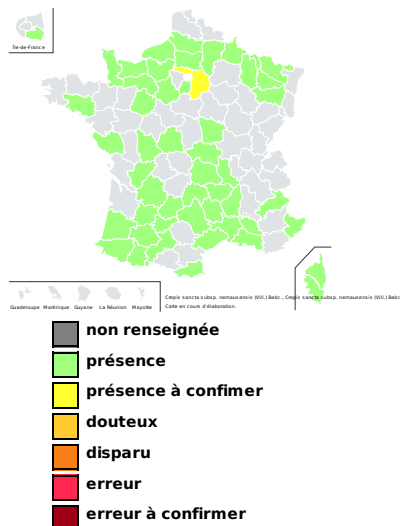 Île-de-France
Guadeloupe Martinique Guyane La Réunion Mayotte
Crepis sancta subsp. nemausensis (Vill.) Babc., Crepis sancta subsp. nemausensis (Vill.) Babc
Carte en cours d'élaboration.
non renseignée
présence
présence à confimer
douteux
disparu
erreur
erreur à confirmer